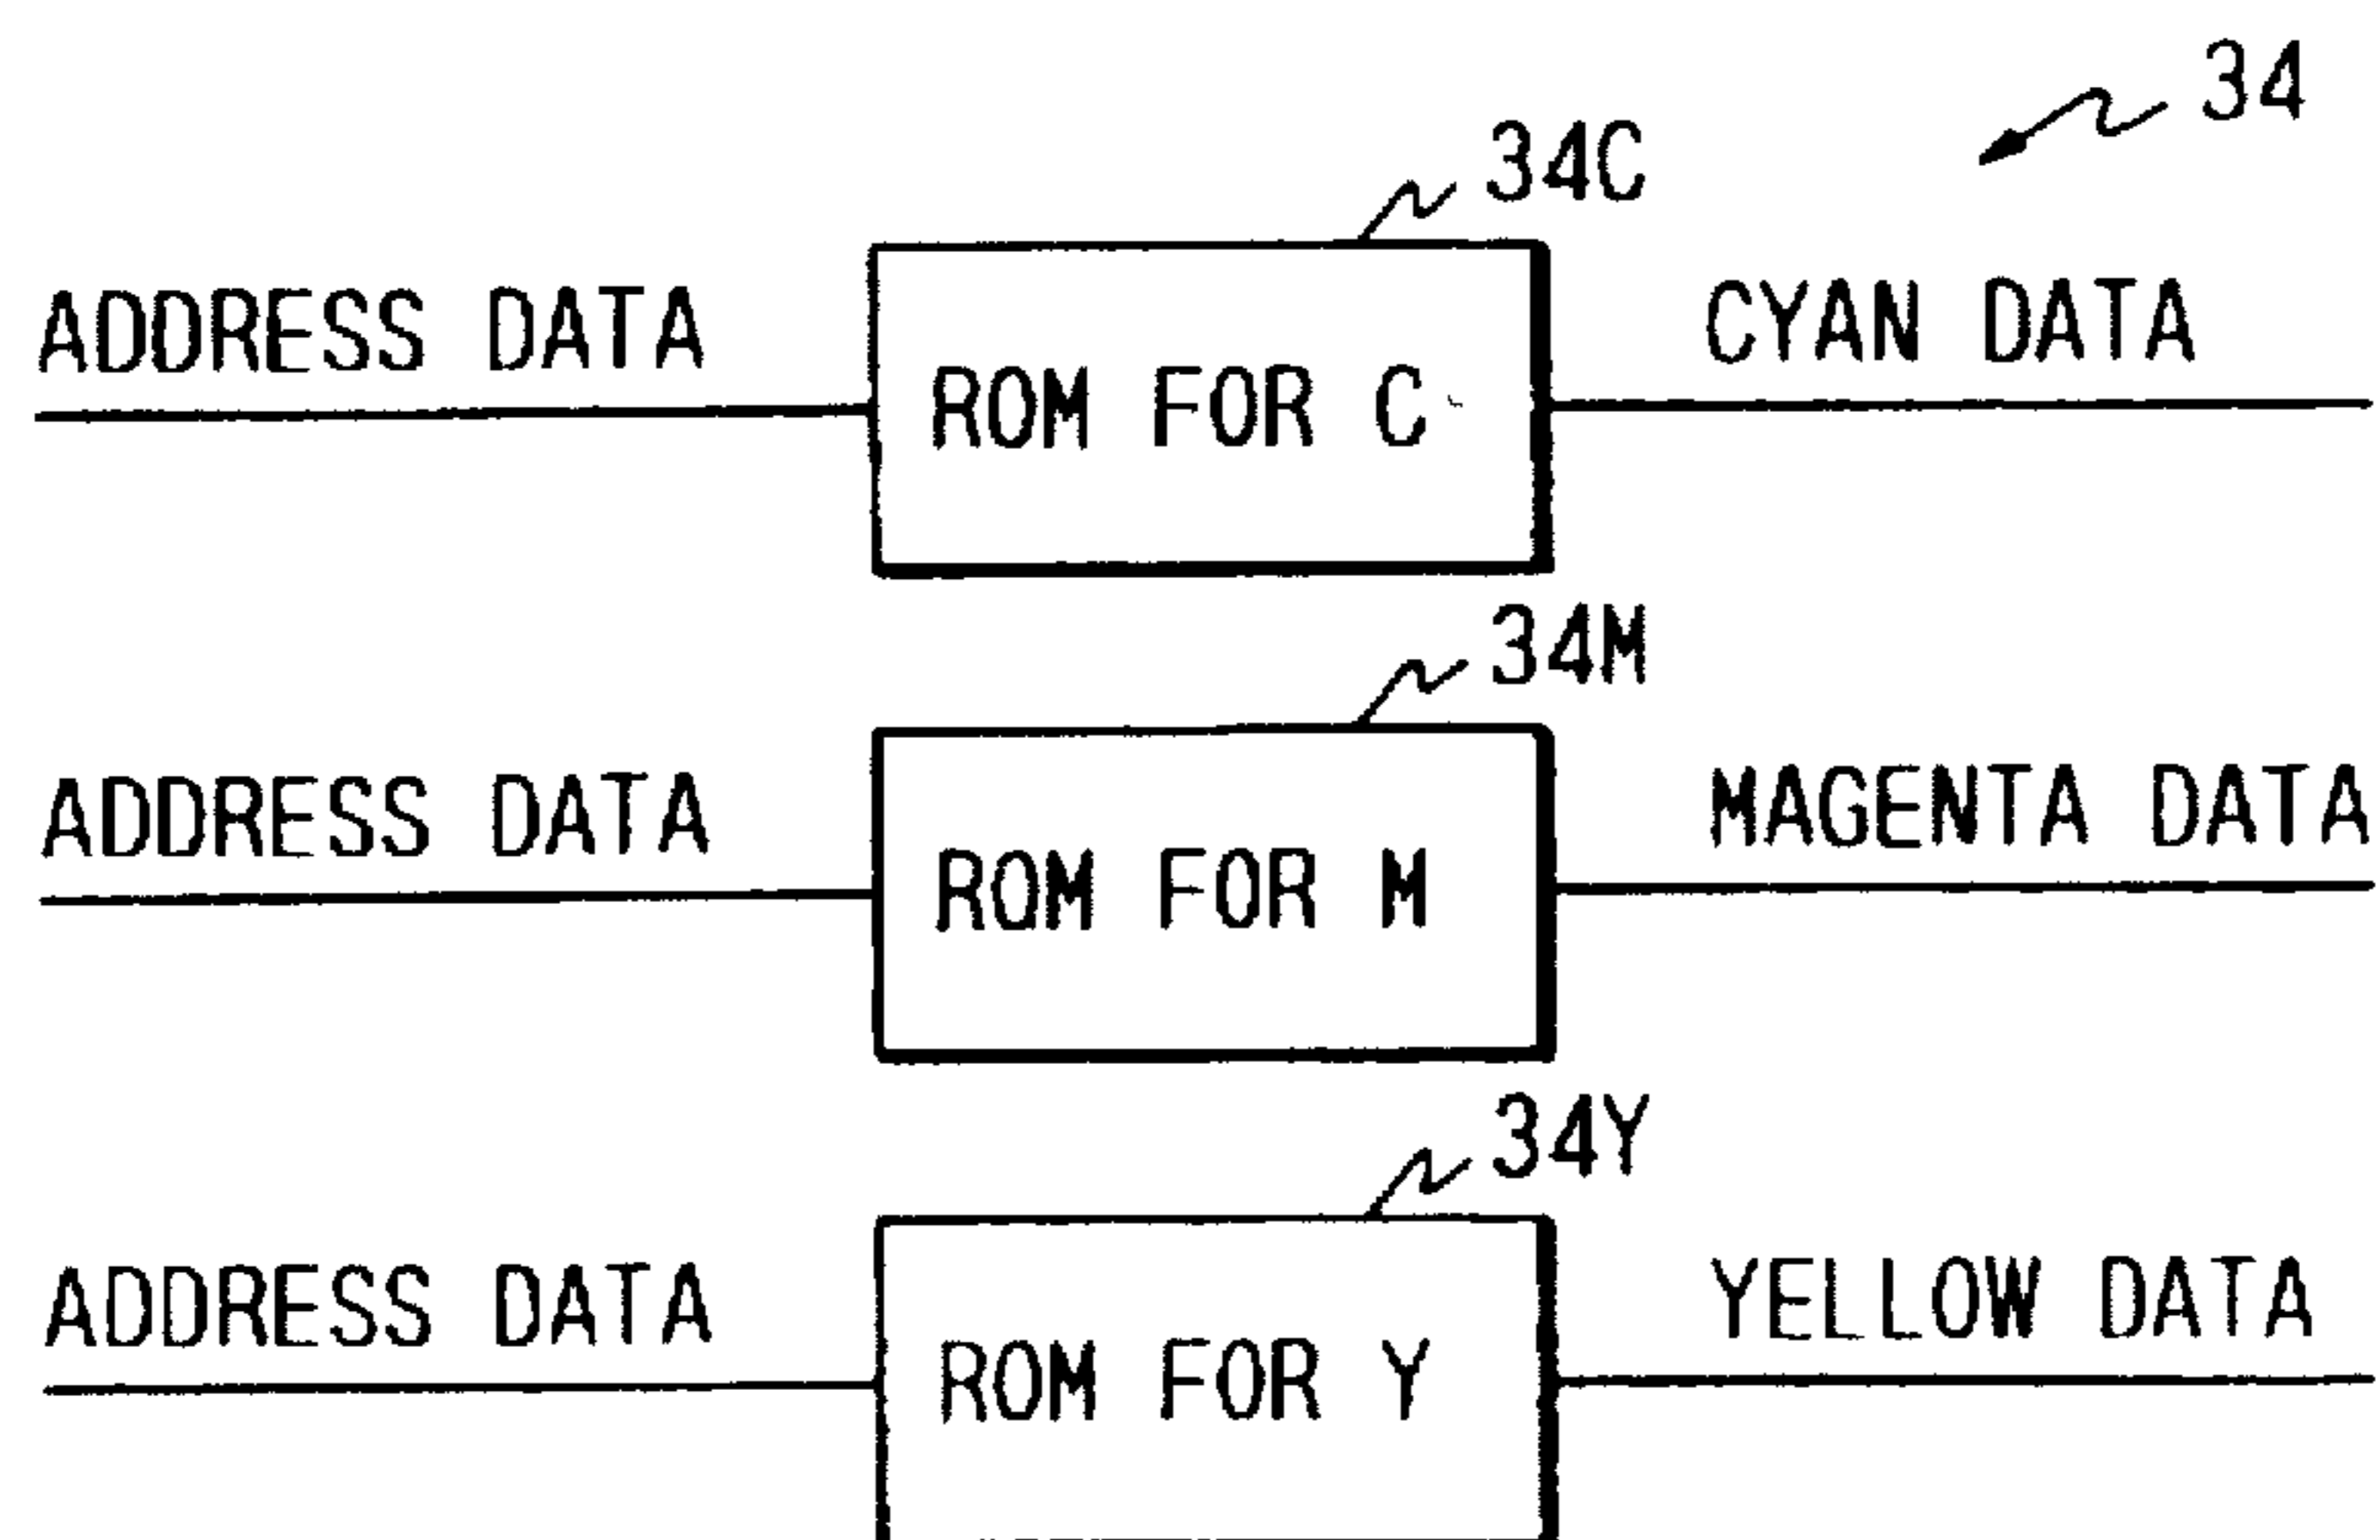 34
34C
ADDRESS DATA
ROM FOR C
CYAN DATA
34M
ADDRESS DATA
ROM FOR M
MAGENTA DATA
34Y
ADDRESS DATA
ROM FOR Y
YELLOW DATA